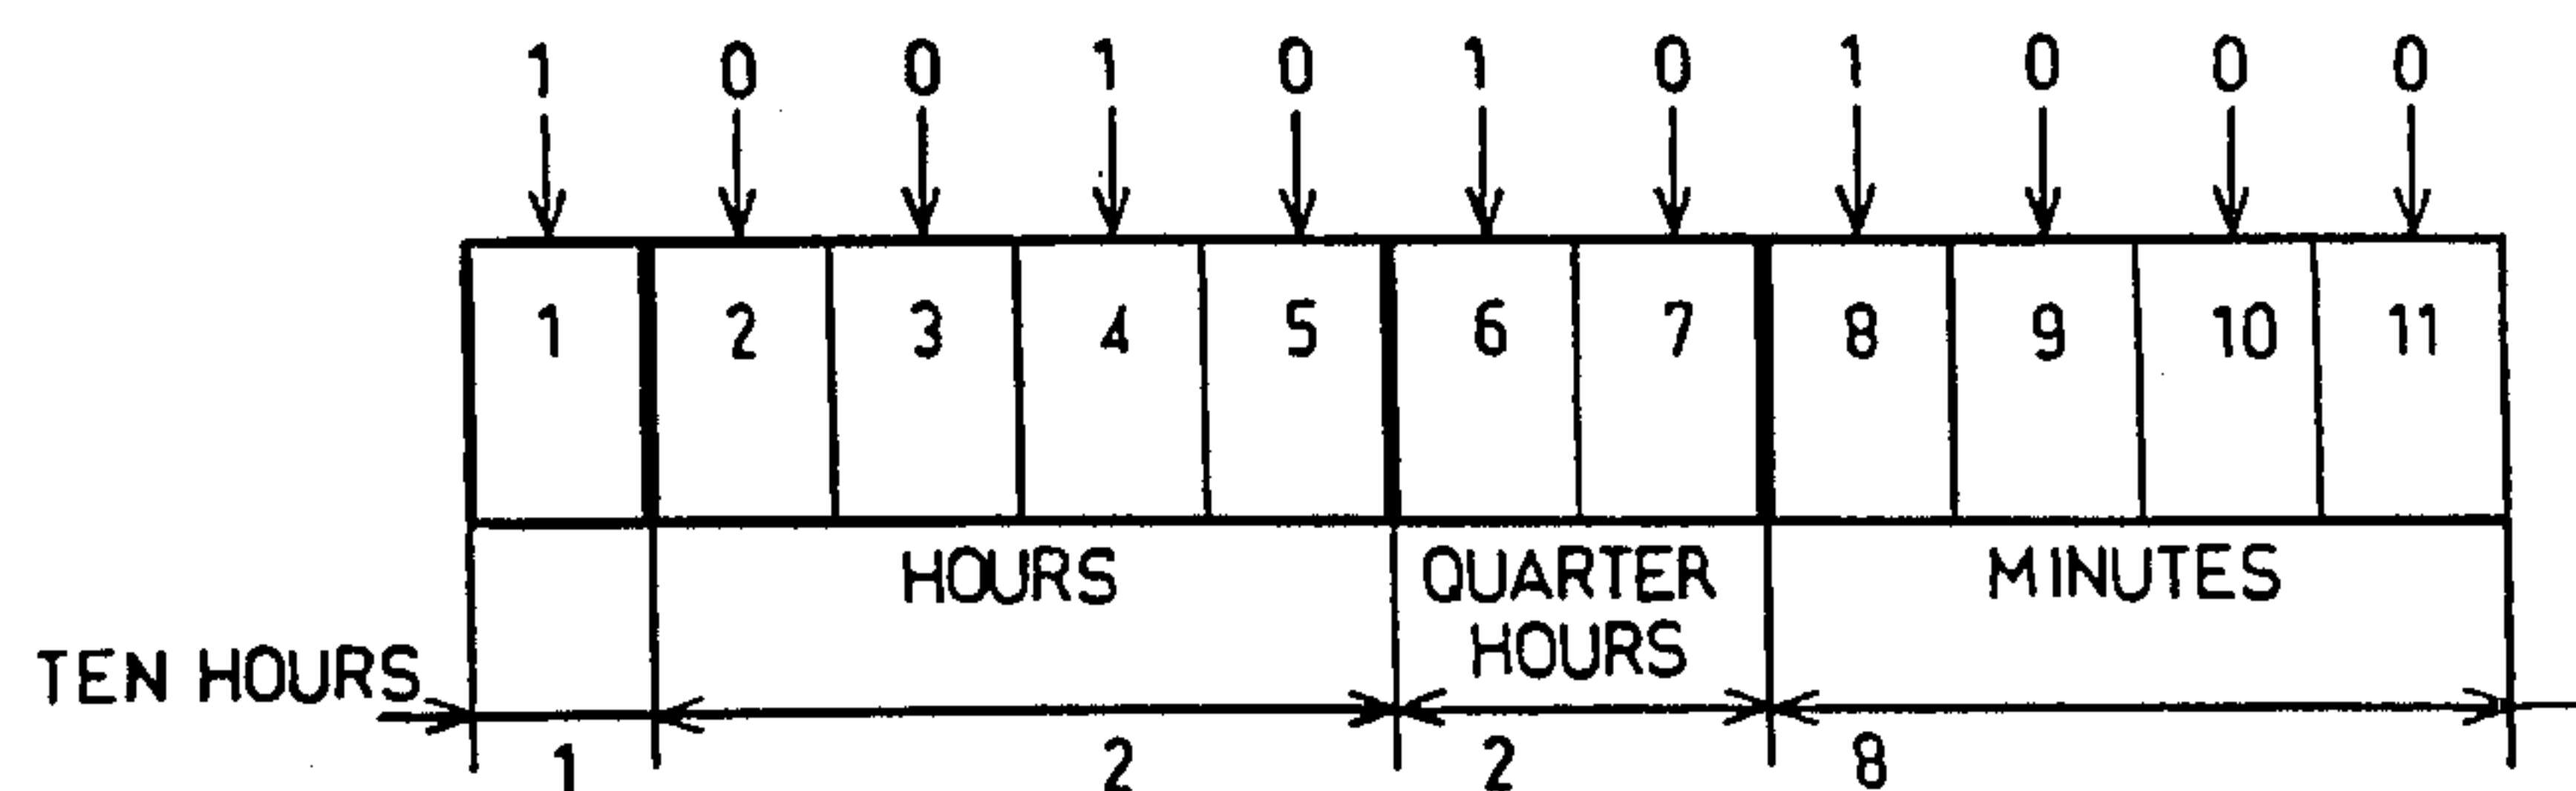 1 0 0 1 0 1 0 1 0 0 0
1 2 3 4 5 6 7 8 9 10 11
HOURS QUARTER MINUTES
HOURS
TEN HOURS
1 2 2 8